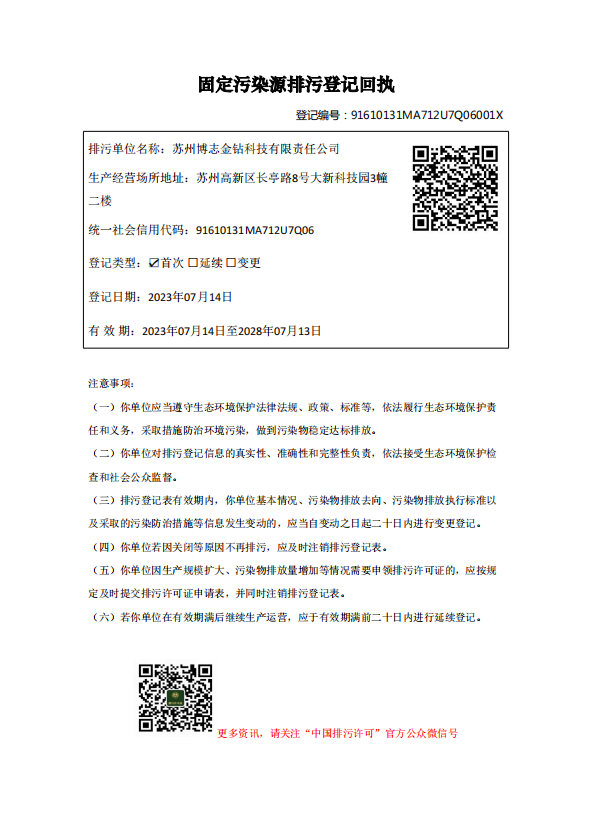 固定污染源排污登记回执
登记编号：91610131MA712U7Q06001X
排污单位名称：苏州博志金钻科技有限责任公司
生产经营场所地址：苏州高新区长亭路8号大新科技园3幢
二楼
统一社会信用代码：91610131MA712U7Q06
登记类型：☑首次 □延续 □变更
登记日期：2023年07月14日
有 效 期：2023年07月14日至2028年07月13日
注意事项：
（一）你单位应当遵守生态环境保护法律法规、政策、标准等，依法履行生态环境保护责
任和义务，采取措施防治环境污染，做到污染物稳定达标排放。
（二）你单位对排污登记信息的真实性、准确性和完整性负责，依法接受生态环境保护检
查和社会公众监督。
（三）排污登记表有效期内，你单位基本情况、污染物排放去向、污染物排放执行标准以
及采取的污染防治措施等信息发生变动的，应当自变动之日起二十日内进行变更登记。
（四）你单位若因关闭等原因不再排污，应及时注销排污登记表。
（五）你单位因生产规模扩大、污染物排放量增加等情况需要申领排污许可证的，应按规
定及时提交排污许可证申请表，并同时注销排污登记表。
（六）若你单位在有效期满后继续生产运营，应于有效期满前二十日内进行延续登记。
更多资讯，请关注“中国排污许可”官方公众微信号